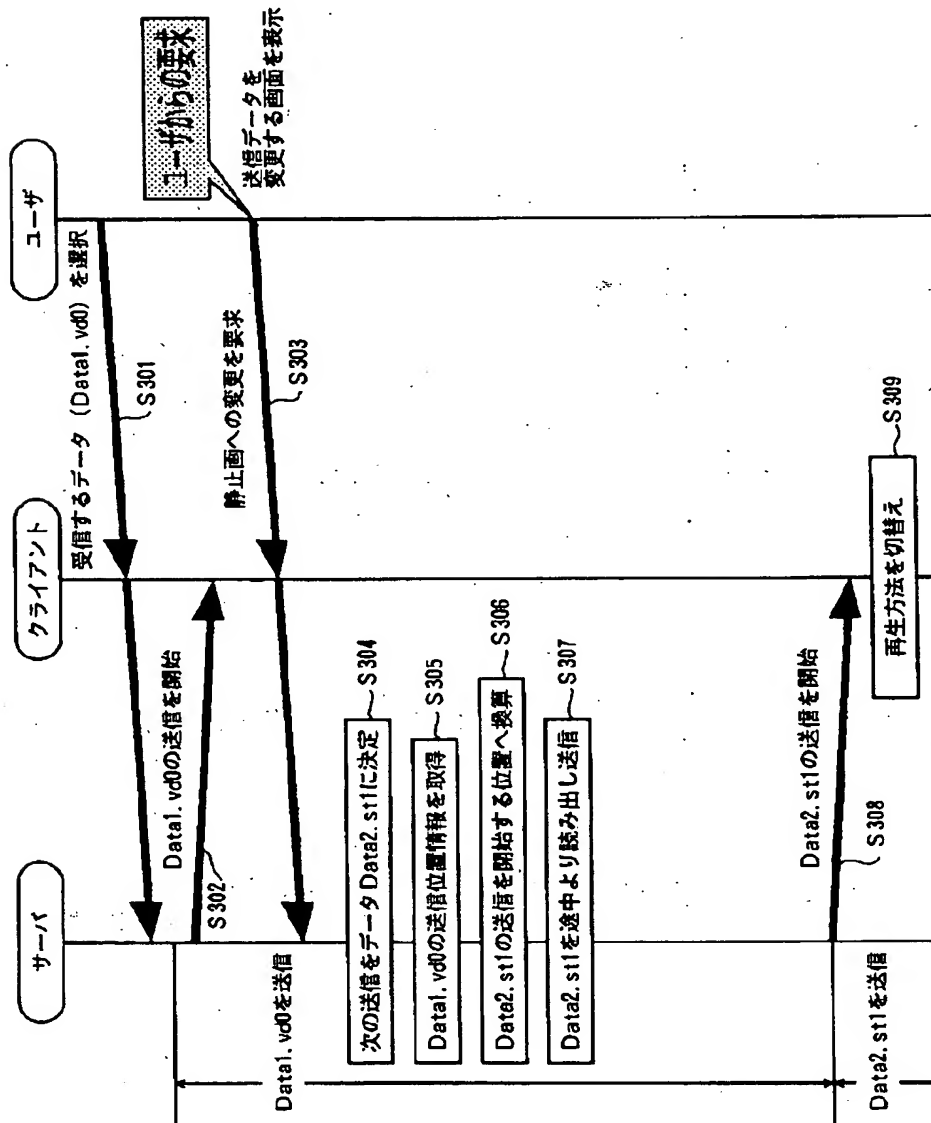 サーバ
クライアント
ユーザ
受信するデータ (Data1.vd0) を選択
S301
ユーザからの要求
Data1.vd0の送信を開始
S302
送信データを
変更する画面を表示
静止画への変更を要求
S303
Data1.vd0を送信
次の送信をデータData2.st1に決定
S304
Data1.vd0の送信位置情報を取得
S305
Data2.st1の送信を開始する位置へ換算
S306
Data2.st1を途中より読み出し送信
S307
Data2.st1の送信を開始
S308
再生方法を切替え
S309
Data2.st1を送信